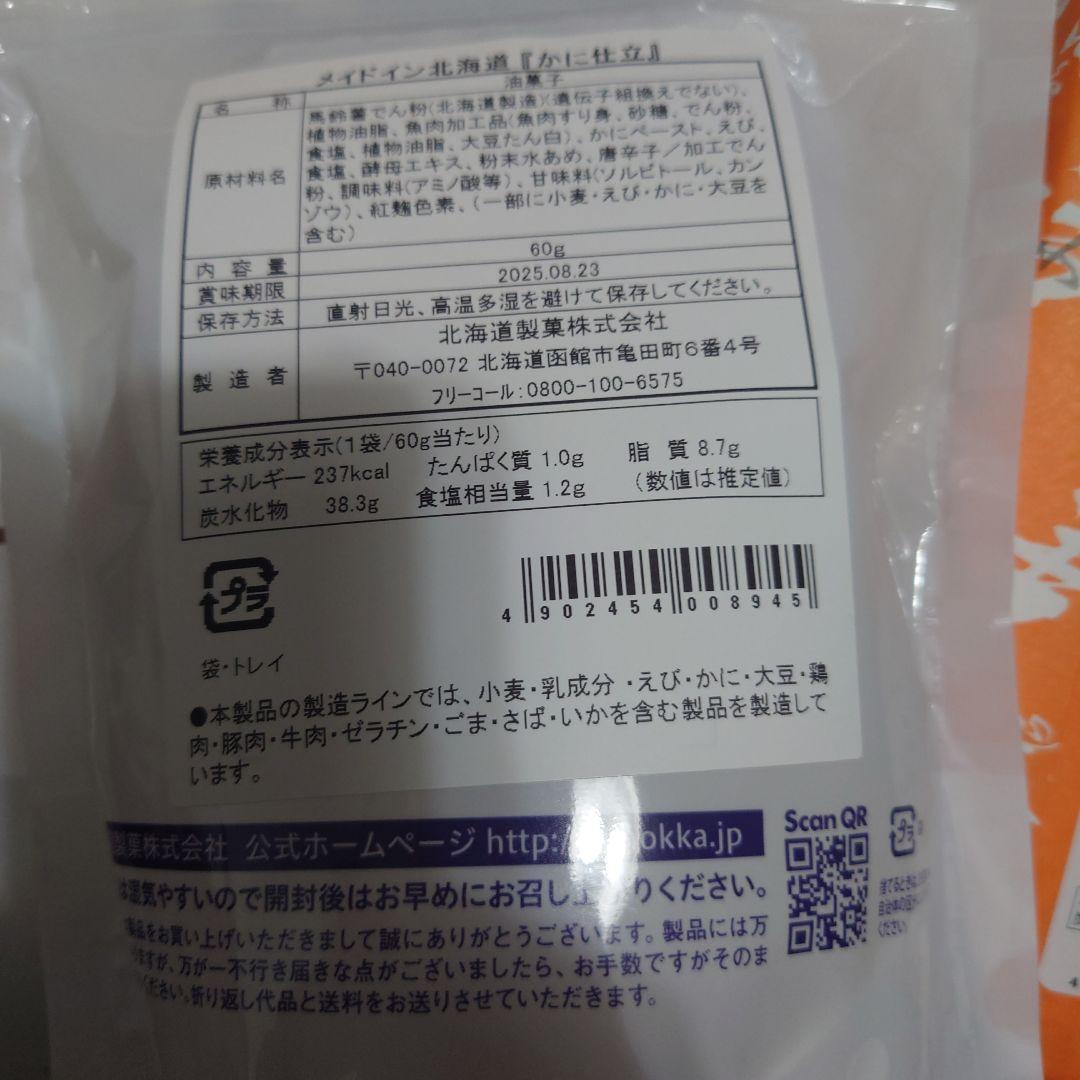 メイドイン北海道『かに仕立』
名称 油菓子
原材料名
馬鈴薯でん粉(北海道製造)(遺伝子組換えでない)、
植物油脂、魚肉加工品(魚肉すり身、砂糖、でん粉、
食塩、植物油脂、大豆たん白)、かにペースト、えび、
食塩、酵母エキス、粉末水あめ、唐辛子/加工でん
粉、調味料(アミノ酸等)、甘味料(ソルビトール、カン
ゾウ)、紅麹色素、(一部に小麦・えび・かに・大豆を
含む)
内容量 60g
賞味期限 2025.08.23
保存方法 直射日光、高温多湿を避けて保存してください。
製造者
北海道製菓株式会社
〒040-0072 北海道函館市亀田町6番4号
フリーコール:0800-100-6575
栄養成分表示(1袋/60g当たり)
エネルギー 237kcal たんぱく質 1.0g 脂質 8.7g
炭水化物 38.3g 食塩相当量 1.2g (数値は推定値)
プラ
4 902454 008945
袋・トレイ
●本製品の製造ラインでは、小麦・乳成分・えび・かに・大豆・鶏
肉・豚肉・牛肉・ゼラチン・ごま・さば・いかを含む製品を製造して
います。
製菓株式会社 公式ホームページ http:/ okka.jp
Scan QR
プラ
は湿気やすいので開封後はお早めにお召し上がりください。
製品をお買い上げいただきまして誠にありがとうございます。製品には万
ますが、万が一不行き届きな点がございましたら、お手数ですがそのま
ください。折り返し代品と送料をお送りさせていただきます。
捨てるときは
自治体の区分
ください